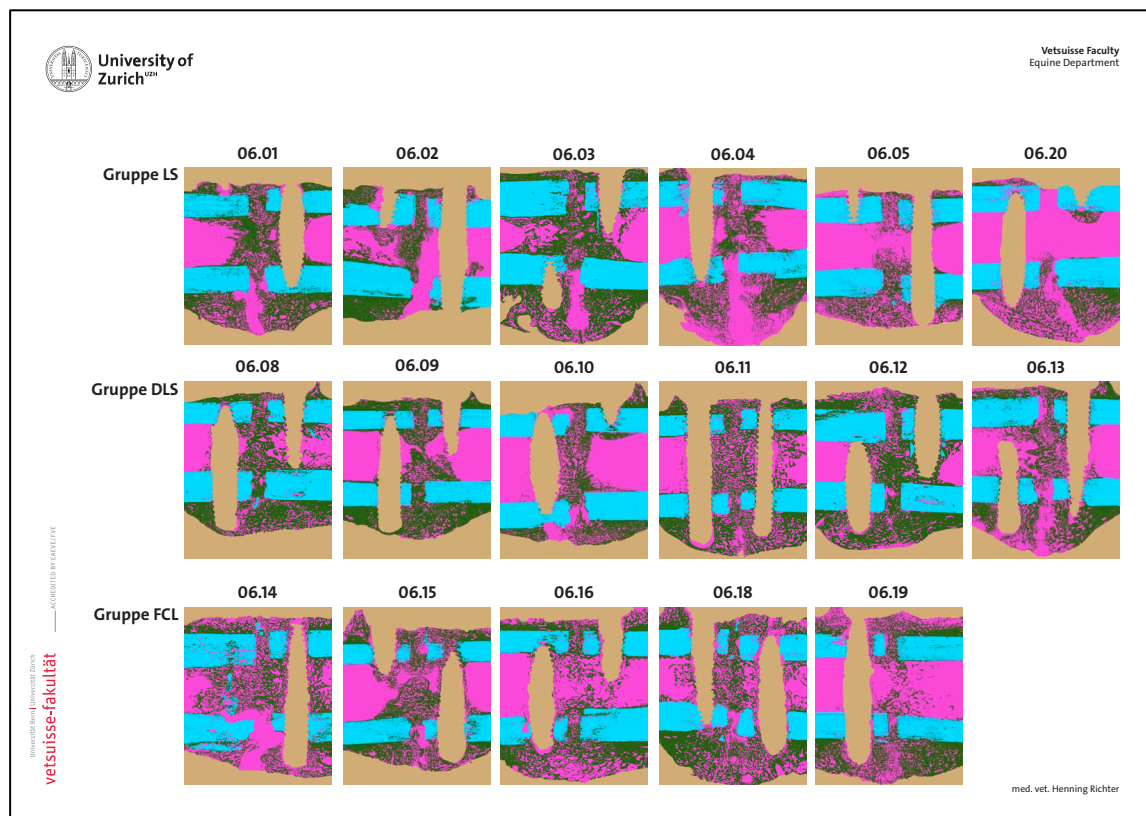 University of
Zurich UZH
Vetsuisse Faculty
Equine Department
06.01 06.02 06.03 06.04 06.05 06.20
Gruppe LS
06.08 06.09 06.10 06.11 06.12 06.13
Gruppe DLS
06.14 06.15 06.16 06.18 06.19
Gruppe FCL
Universität Bern | Universität Zürich
vetsuisse-fakultät
ACCREDITED BY EAEVE/FVE
med. vet. Henning Richter